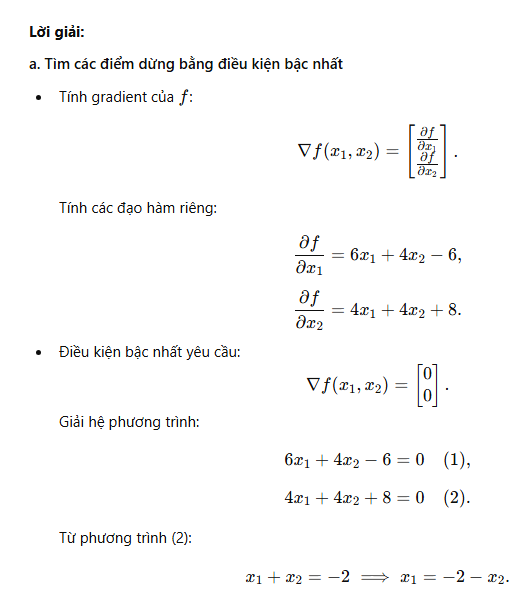 Lời giải:
a. Tìm các điểm dừng bằng điều kiện bậc nhất
• Tính gradient của f:
∇f(x₁, x₂) = [∂f/∂x₁ ∂f/∂x₂].
Tính các đạo hàm riêng:
∂f/∂x₁ = 6x₁ + 4x₂ − 6,
∂f/∂x₂ = 4x₁ + 4x₂ + 8.
• Điều kiện bậc nhất yêu cầu:
∇f(x₁, x₂) = [0 0].
Giải hệ phương trình:
6x₁ + 4x₂ − 6 = 0 (1),
4x₁ + 4x₂ + 8 = 0 (2).
Từ phương trình (2):
x₁ + x₂ = −2 ⟹ x₁ = −2 − x₂.